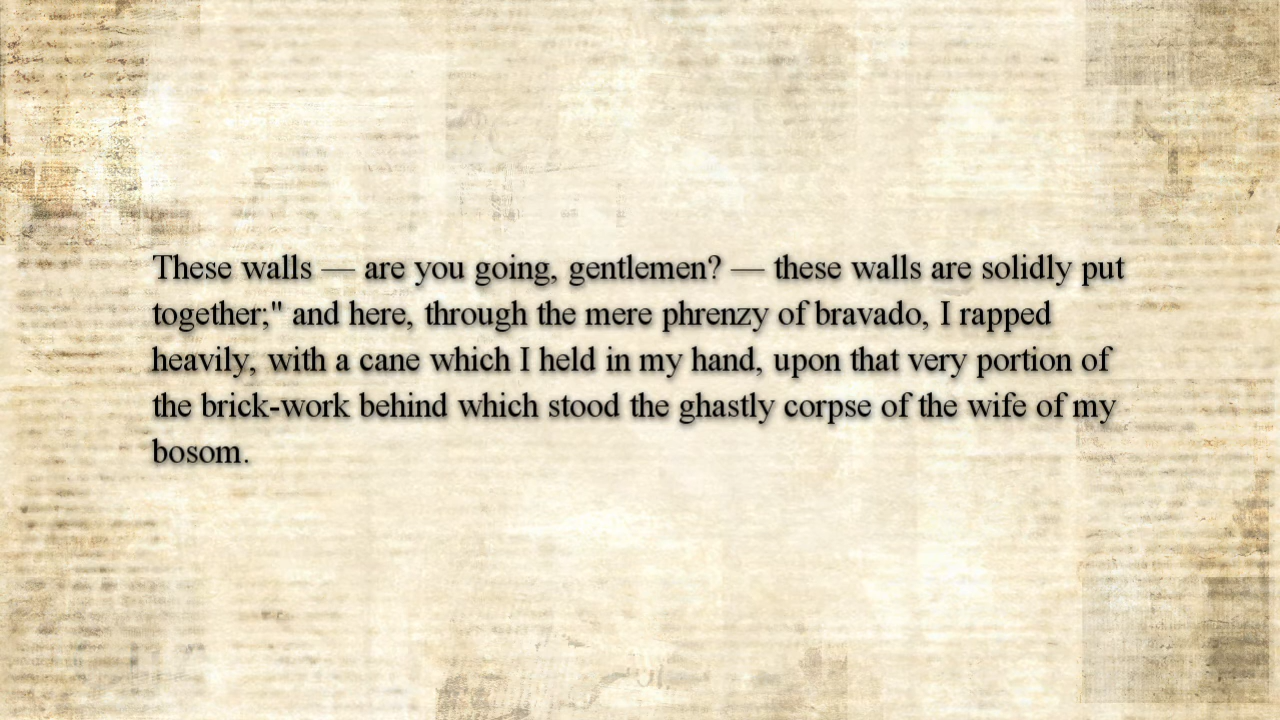 These walls — are you going, gentlemen? — these walls are solidly put
together;" and here, through the mere phrenzy of bravado, I rapped
heavily, with a cane which I held in my hand, upon that very portion of
the brick-work behind which stood the ghastly corpse of the wife of my
bosom.